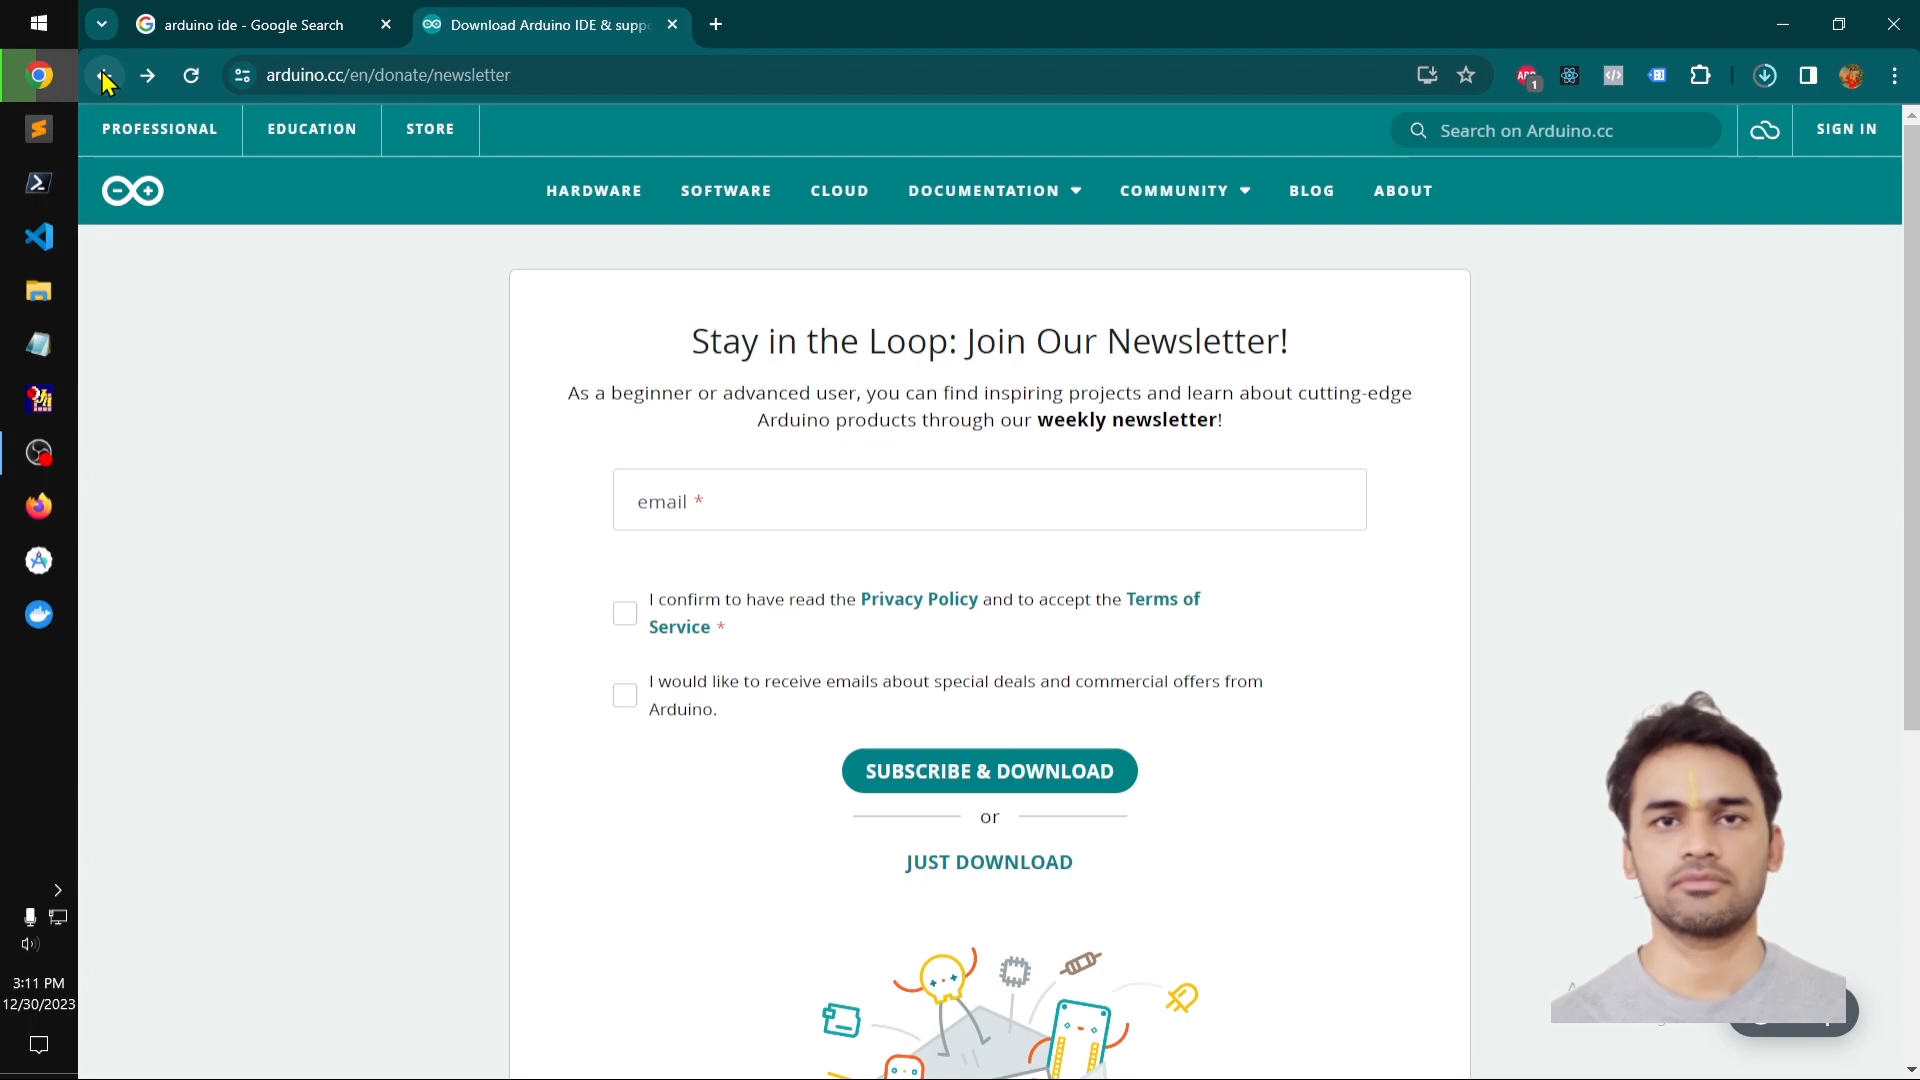 arduino ide - Google Search
Download Arduino IDE & supp
arduino.cc/en/donate/newsletter
1
PROFESSIONAL
EDUCATION
STORE
Search on Arduino.cc
SIGN IN
HARDWARE
SOFTWARE
CLOUD
DOCUMENTATION
COMMUNITY
BLOG
ABOUT
Stay in the Loop: Join Our Newsletter!
As a beginner or advanced user, you can find inspiring projects and learn about cutting-edge
Arduino products through our weekly newsletter!
email *
I confirm to have read the Privacy Policy and to accept the Terms of
Service *
I would like to receive emails about special deals and commercial offers from
Arduino.
SUBSCRIBE & DOWNLOAD
or
JUST DOWNLOAD
3:11 PM
12/30/2023